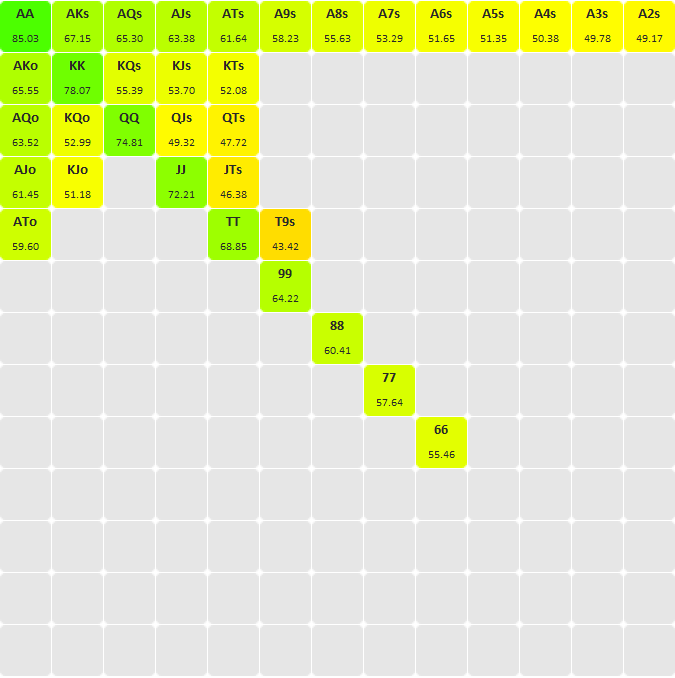 AA AKs AQs AJs ATs A9s A8s A7s A6s A5s A4s A3s A2s
85.03 67.15 65.30 63.38 61.64 58.23 55.63 53.29 51.65 51.35 50.38 49.78 49.17
AKo KK KQs KJs KTs
65.55 78.07 55.39 53.70 52.08
AQo KQo QQ QJs QTs
63.52 52.99 74.81 49.32 47.72
AJo KJo JJ JTs
61.45 51.18 72.21 46.38
ATo TT T9s
59.60 68.85 43.42
99
64.22
88
60.41
77
57.64
66
55.46